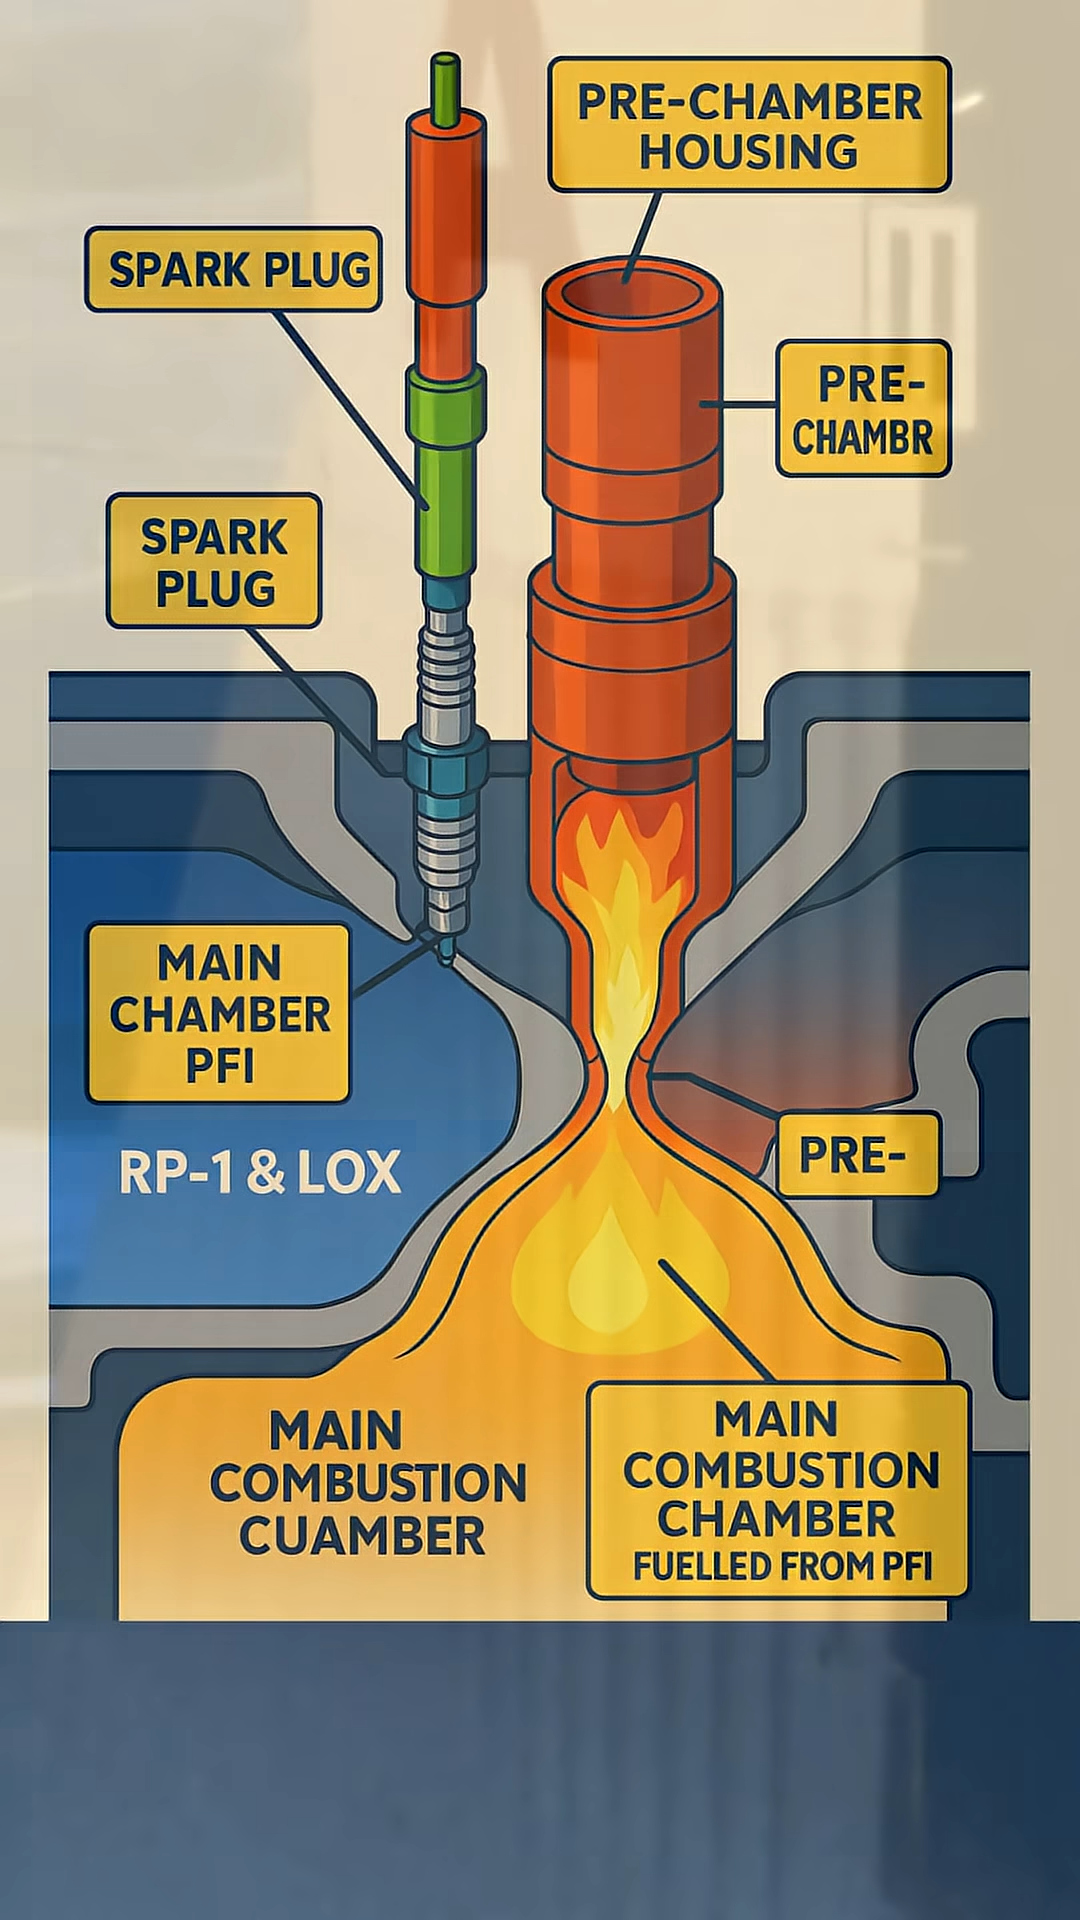 PRE-CHAMBER
HOUSING
SPARK PLUG
PRE-
CHAMBR
SPARK
PLUG
MAIN
CHAMBER
PFI
RP-1 & LOX
PRE-
MAIN
COMBUSTION
CUAMBER
MAIN
COMBUSTION
CHAMBER
FUELLED FROM PFI